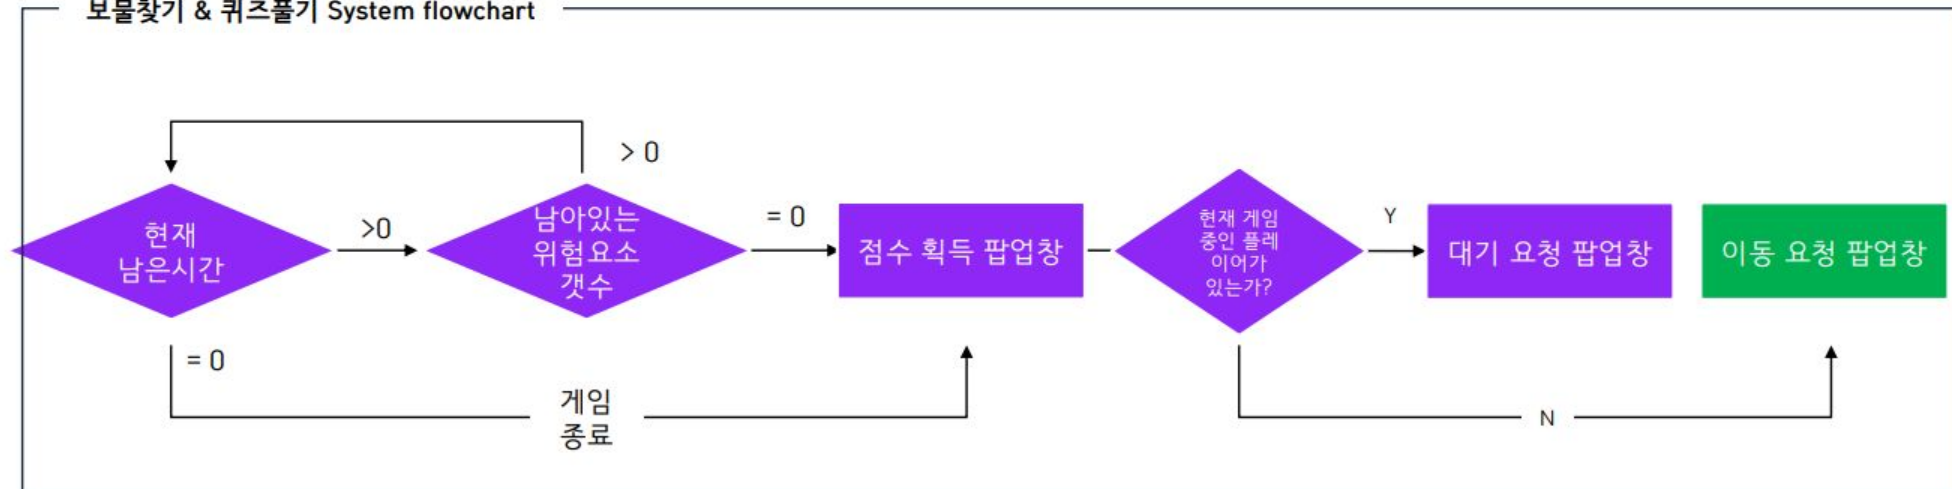 보물찾기 & 퀴즈풀기 System flowchart
> 0
현재
남은시간
>0
남아있는
위험요소
갯수
= 0
점수 획득 팝업창
현재 게임
중인 플레
이어가
있는가?
Y
대기 요청 팝업창
이동 요청 팝업창
= 0
게임
종료
N